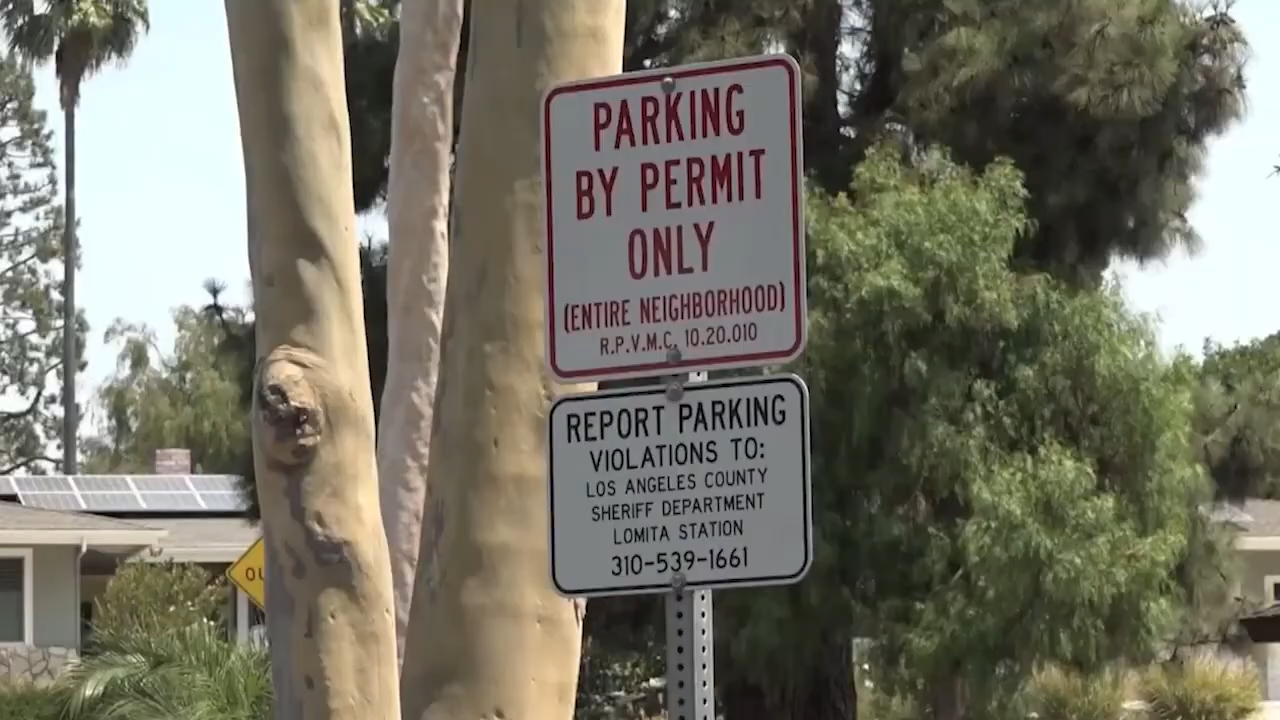 PARKING
BY PERMIT
ONLY
(ENTIRE NEIGHBORHOOD)
R.P.V.M.C. 10.20.010
REPORT PARKING
VIOLATIONS TO:
LOS ANGELES COUNTY
SHERIFF DEPARTMENT
LOMITA STATION
310-539-1661